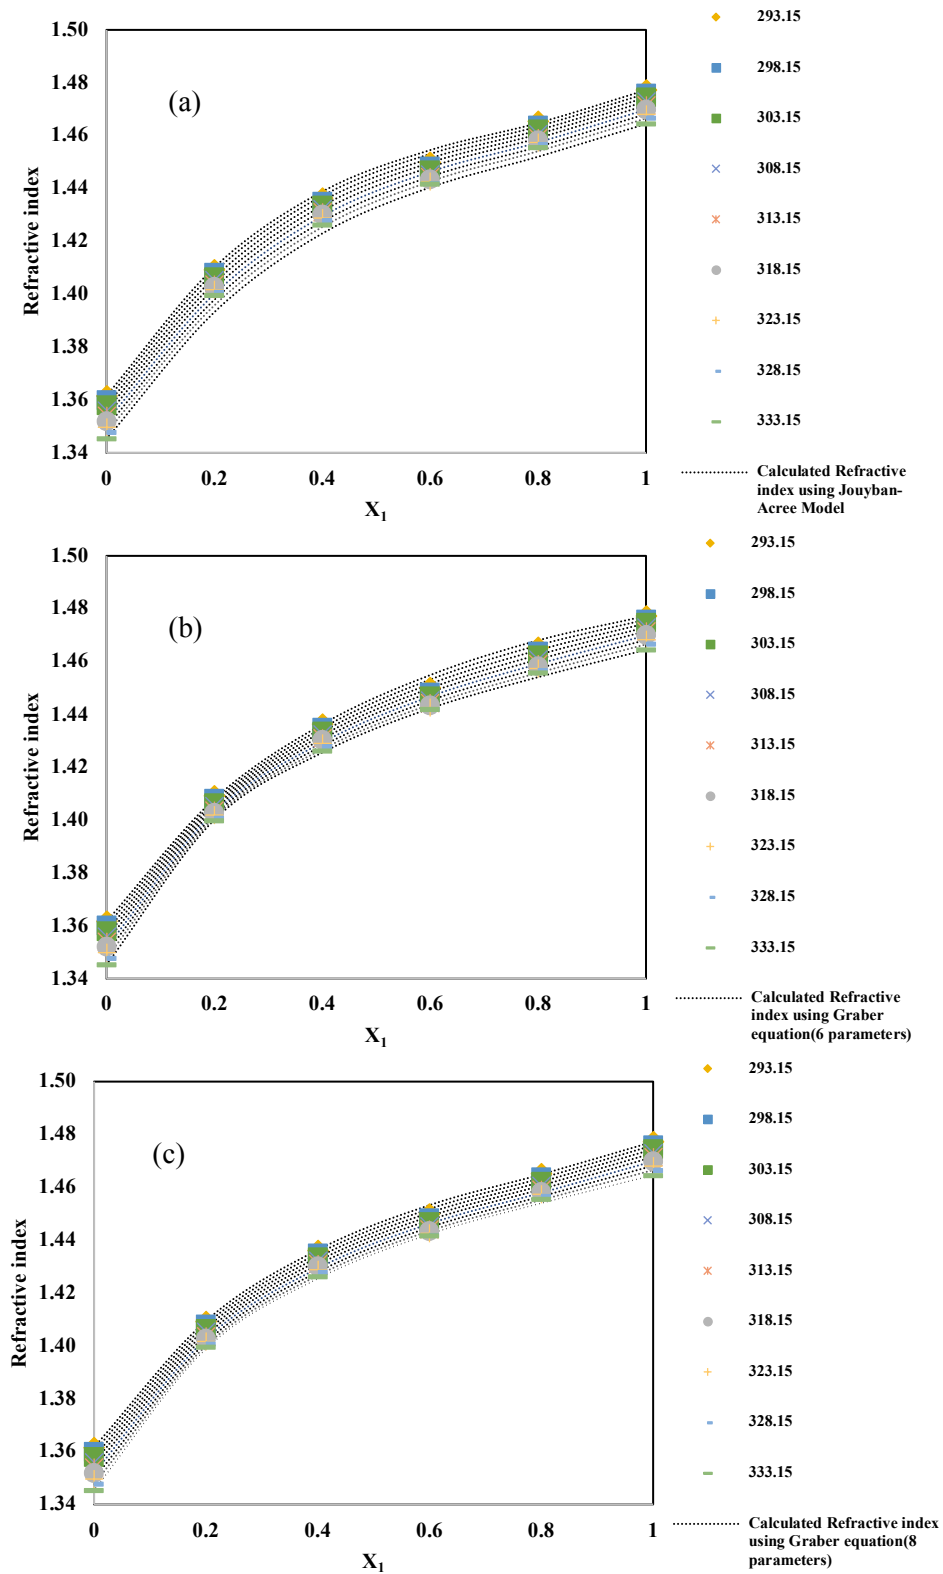 1.50
1.48
1.46
1.44
1.42
1.40
1.38
1.36
1.34
Refractive index
(a)
0 0.2 0.4 0.6 0.8 1
X1
293.15
298.15
303.15
308.15
313.15
318.15
323.15
328.15
333.15
Calculated Refractive
index using Jouyban-
Acree Model
1.50
1.48
1.46
1.44
1.42
1.40
1.38
1.36
1.34
Refractive index
(b)
0 0.2 0.4 0.6 0.8 1
X1
293.15
298.15
303.15
308.15
313.15
318.15
323.15
328.15
333.15
Calculated Refractive
index using Graber
equation(6 parameters)
1.50
1.48
1.46
1.44
1.42
1.40
1.38
1.36
1.34
Refractive index
(c)
0 0.2 0.4 0.6 0.8 1
X1
293.15
298.15
303.15
308.15
313.15
318.15
323.15
328.15
333.15
Calculated Refractive index
using Graber equation(8
parameters)